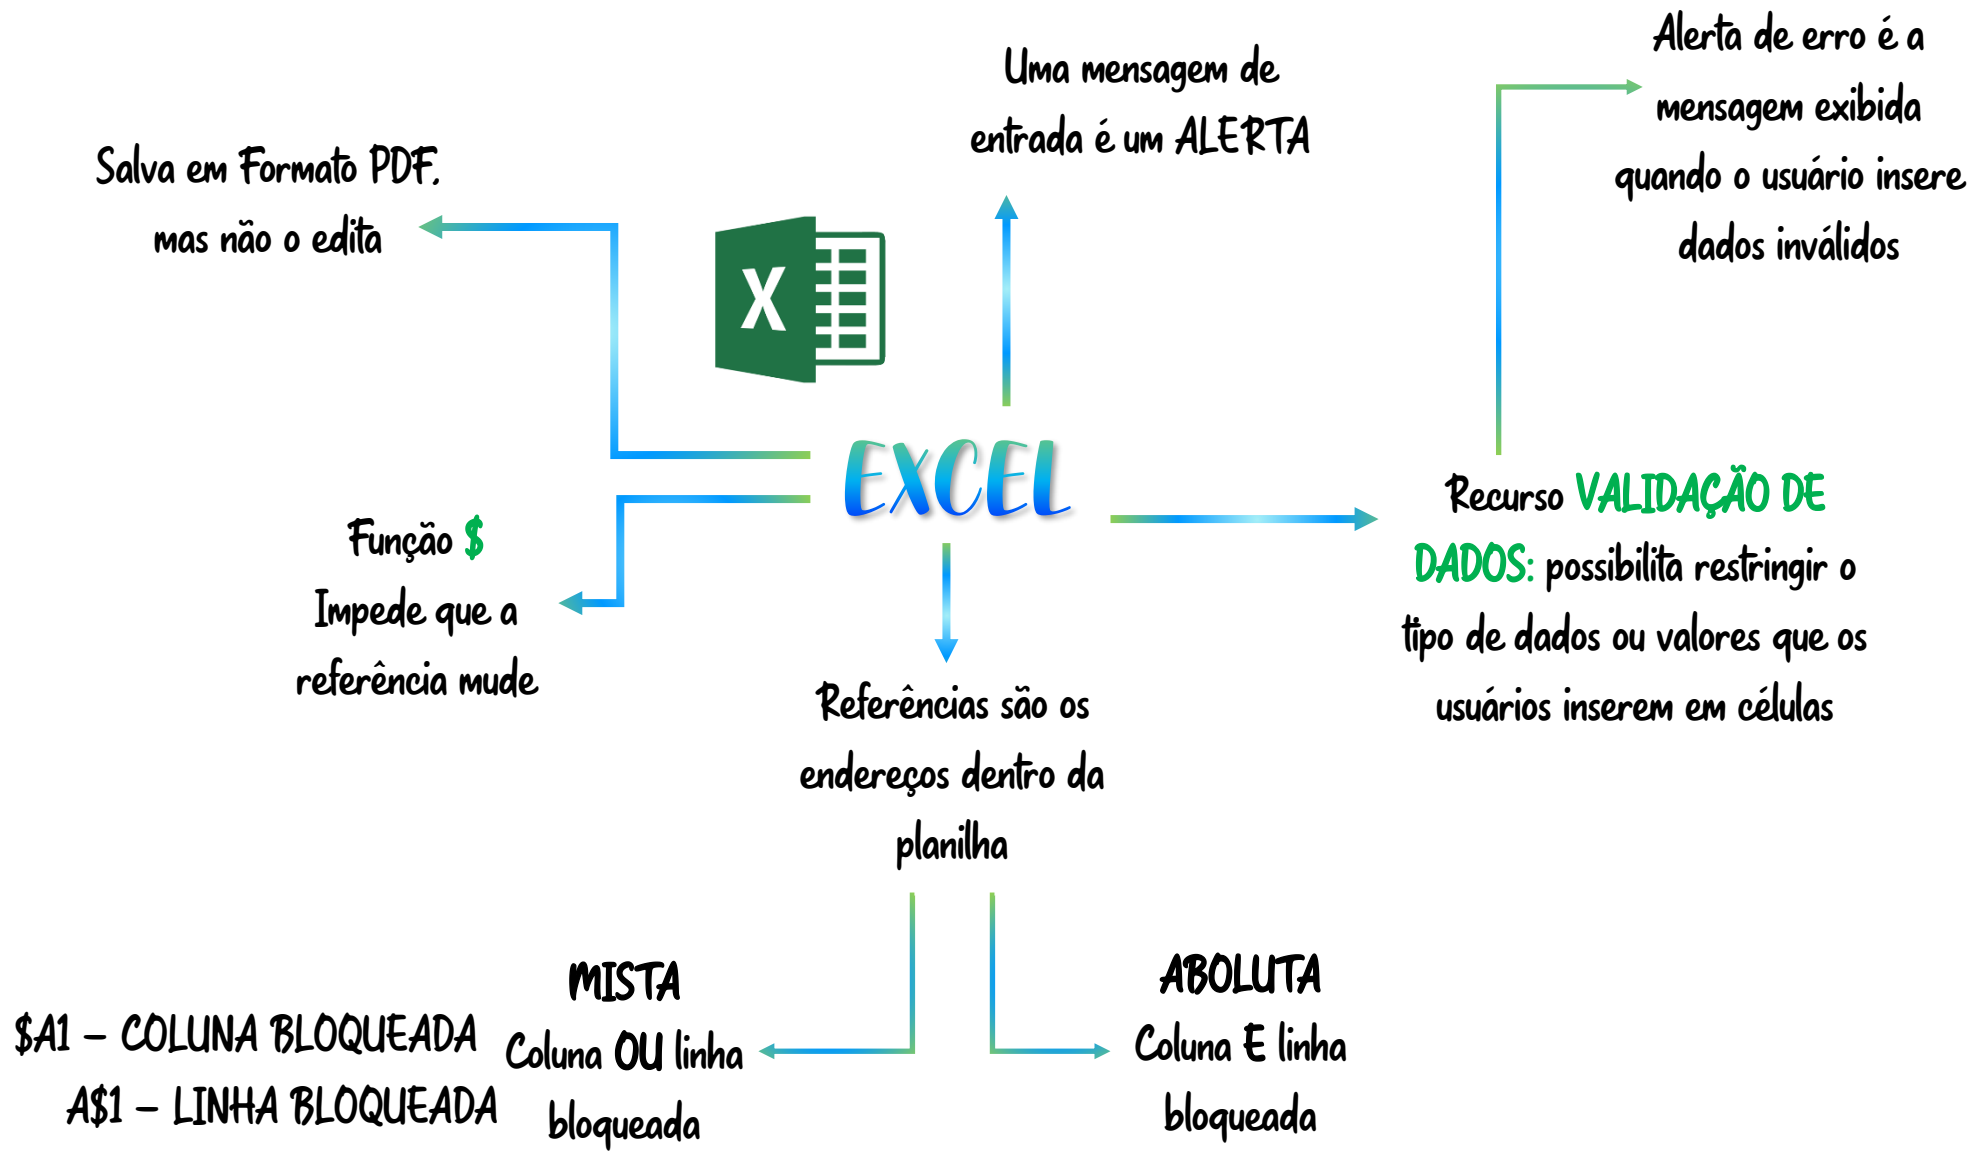 Salva em Formato PDF,
mas não o edita
Uma mensagem de
entrada é um ALERTA
Alerta de erro é a
mensagem exibida
quando o usuário insere
dados inválidos
X
EXCEL
Função $
Impede que a
referência mude
Recurso VALIDAÇÃO DE
DADOS: possibilita restringir o
tipo de dados ou valores que os
usuários inserem em células
Referências são os
endereços dentro da
planilha
$A1 – COLUNA BLOQUEADA
A$1 – LINHA BLOQUEADA
MISTA
Coluna OU linha
bloqueada
ABOLUTA
Coluna E linha
bloqueada